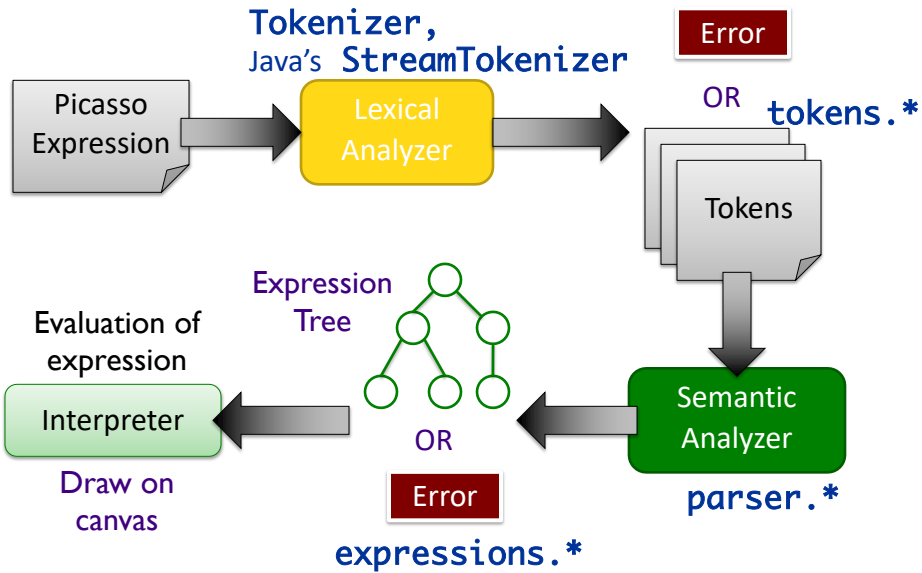 Tokenizer,
Java's StreamTokenizer
Error
OR
tokens.*
Picasso
Expression
Lexical
Analyzer
Tokens
Expression
Tree
Evaluation of
expression
Interpreter
Draw on
canvas
Semantic
Analyzer
parser.*
OR
Error
expressions.*